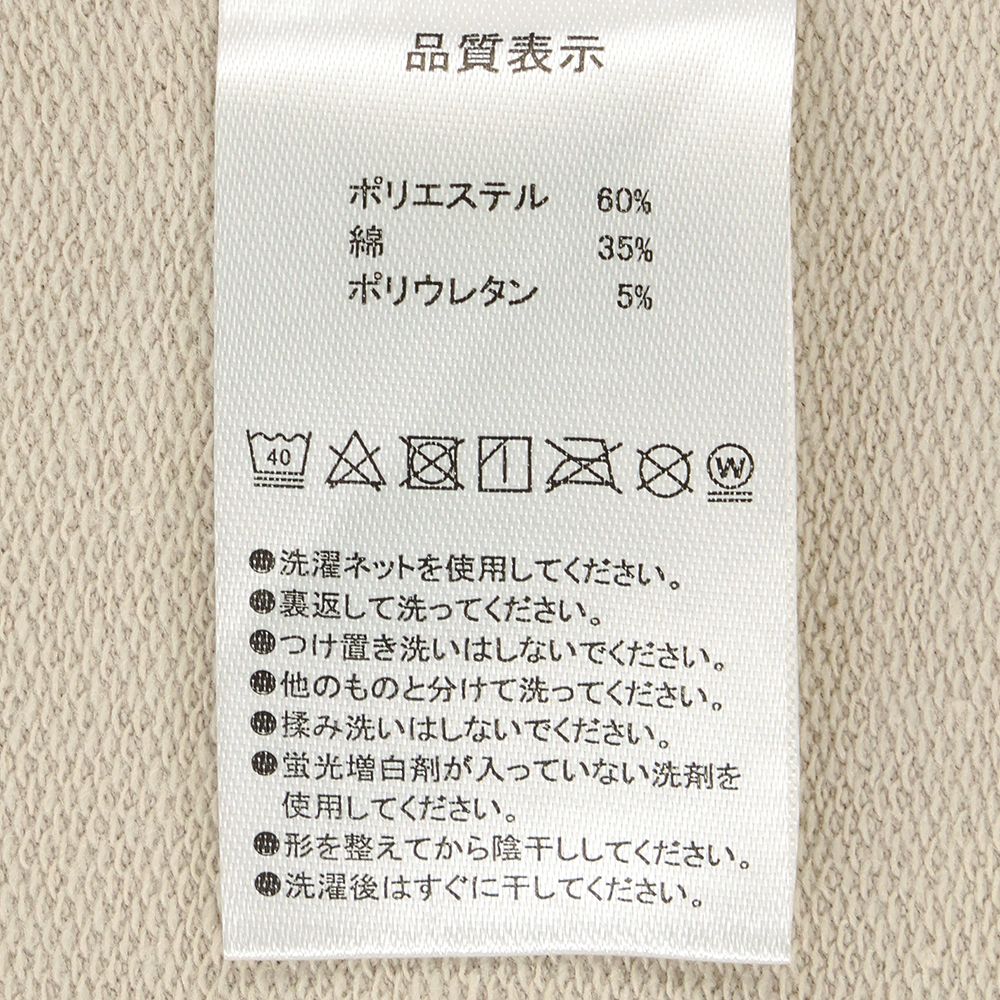 品質表示
ポリエステル 60%
綿 35%
ポリウレタン 5%
40 W
●洗濯ネットを使用してください。
●裏返して洗ってください。
●つけ置き洗いはしないでください。
●他のものと分けて洗ってください。
●揉み洗いはしないでください。
●蛍光増白剤が入っていない洗剤を
使用してください。
●形を整えてから陰干ししてください。
●洗濯後はすぐに干してください。